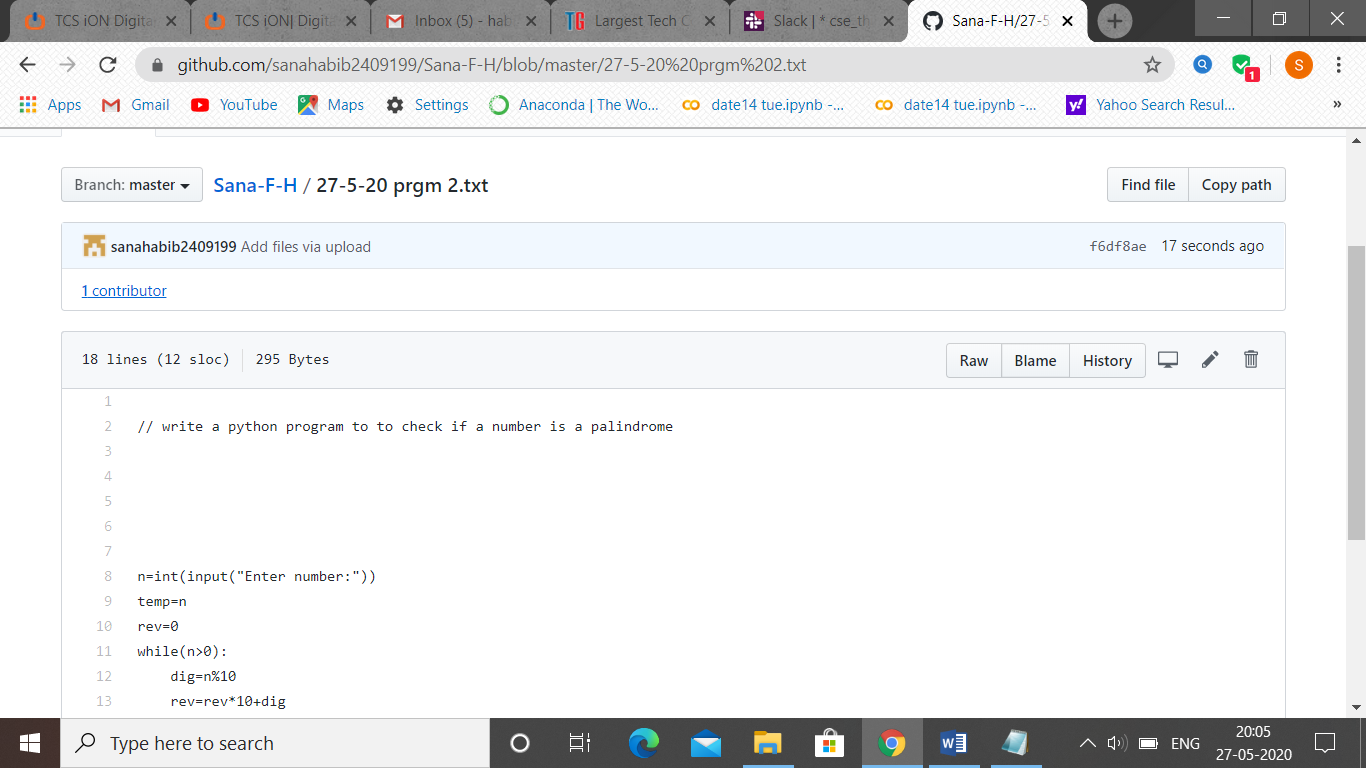 TCS iON Digita
TCS iON| Digita
Inbox (5) - hab
Largest Tech C
Slack | * cse_th
Sana-F-H/27-5
github.com/sanahabib2409199/Sana-F-H/blob/master/27-5-20%20prgm%202.txt
1
S
Apps
Gmail
YouTube
Maps
Settings
Anaconda | The Wo...
date14 tue.ipynb -...
date14 tue.ipynb -...
Yahoo Search Resul...
»
Branch: master
Sana-F-H / 27-5-20 prgm 2.txt
Find file
Copy path
sanahabib2409199 Add files via upload
f6df8ae 17 seconds ago
1 contributor
18 lines (12 sloc) 295 Bytes
Raw
Blame
History
1
2 // write a python program to to check if a number is a palindrome
3
4
5
6
7
8 n=int(input("Enter number:"))
9 temp=n
10 rev=0
11 while(n>0):
12 dig=n%10
13 rev=rev*10+dig
Type here to search
ENG
20:05
27-05-2020